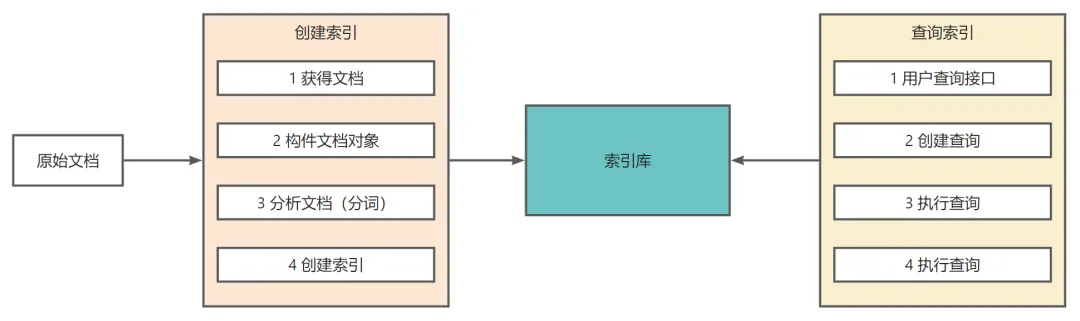 原始文档
创建索引
1 获得文档
2 构件文档对象
3 分析文档（分词）
4 创建索引
索引库
查询索引
1 用户查询接口
2 创建查询
3 执行查询
4 执行查询